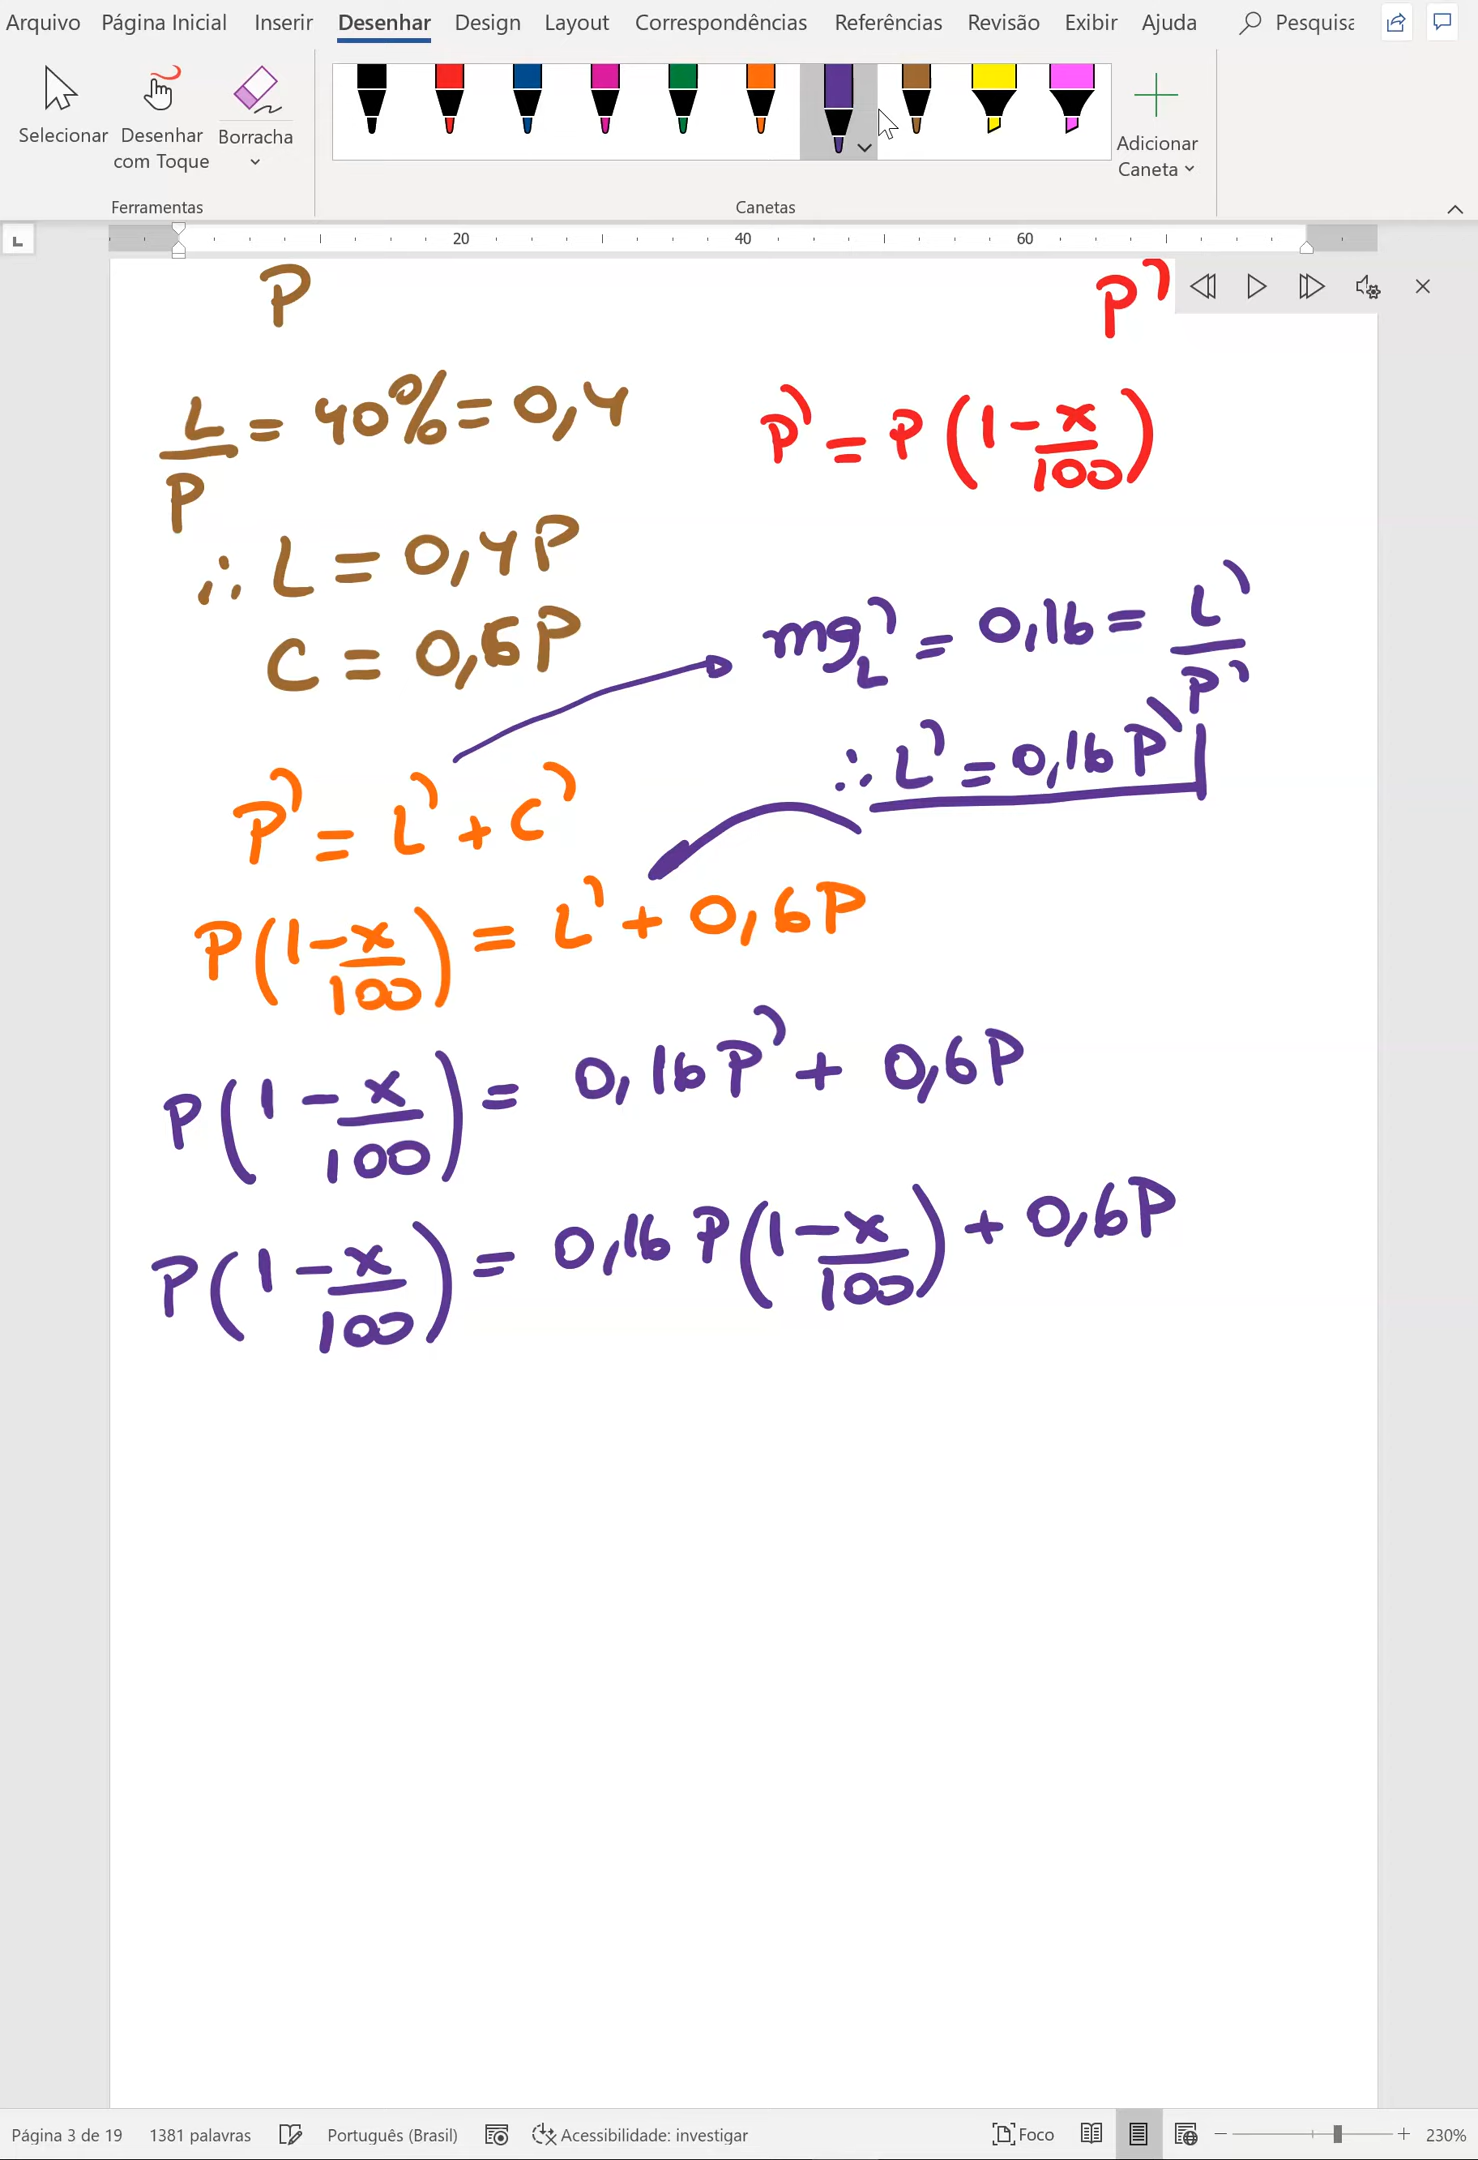 Arquivo Página Inicial Inserir Desenhar Design Layout Correspondências Referências Revisão Exibir Ajuda
Selecionar Desenhar com Toque Borracha
Adicionar Caneta
Ferramentas Canetas
20 40 60
P P'
L/P = 40% = 0,4
P' = P(1 - x/100)
∴ L = 0,4P
C = 0,6P
mg'L = 0,16 = L'/P'
∴ L' = 0,16P'
P' = L' + C'
P(1 - x/100) = L' + 0,6P
P(1 - x/100) = 0,16P' + 0,6P
P(1 - x/100) = 0,16P(1 - x/100) + 0,6P
Página 3 de 19 1381 palavras Português (Brasil) Acessibilidade: investigar Foco 230%